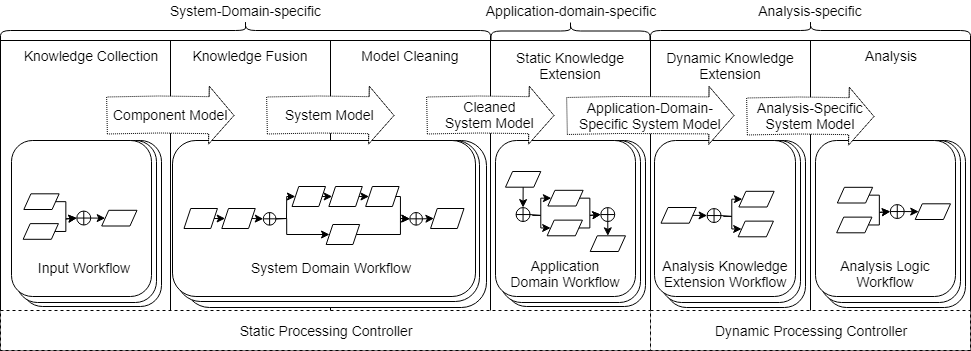 System-Domain-specific
Application-domain-specific
Analysis-specific
Knowledge Collection
Knowledge Fusion
Model Cleaning
Static Knowledge
Extension
Dynamic Knowledge
Extension
Analysis
Component Model
System Model
Cleaned
System Model
Application-Domain-
Specific System Model
Analysis-Specific
System Model
Input Workflow
System Domain Workflow
Application
Domain Workflow
Analysis Knowledge
Extension Workflow
Analysis Logic
Workflow
Static Processing Controller
Dynamic Processing Controller